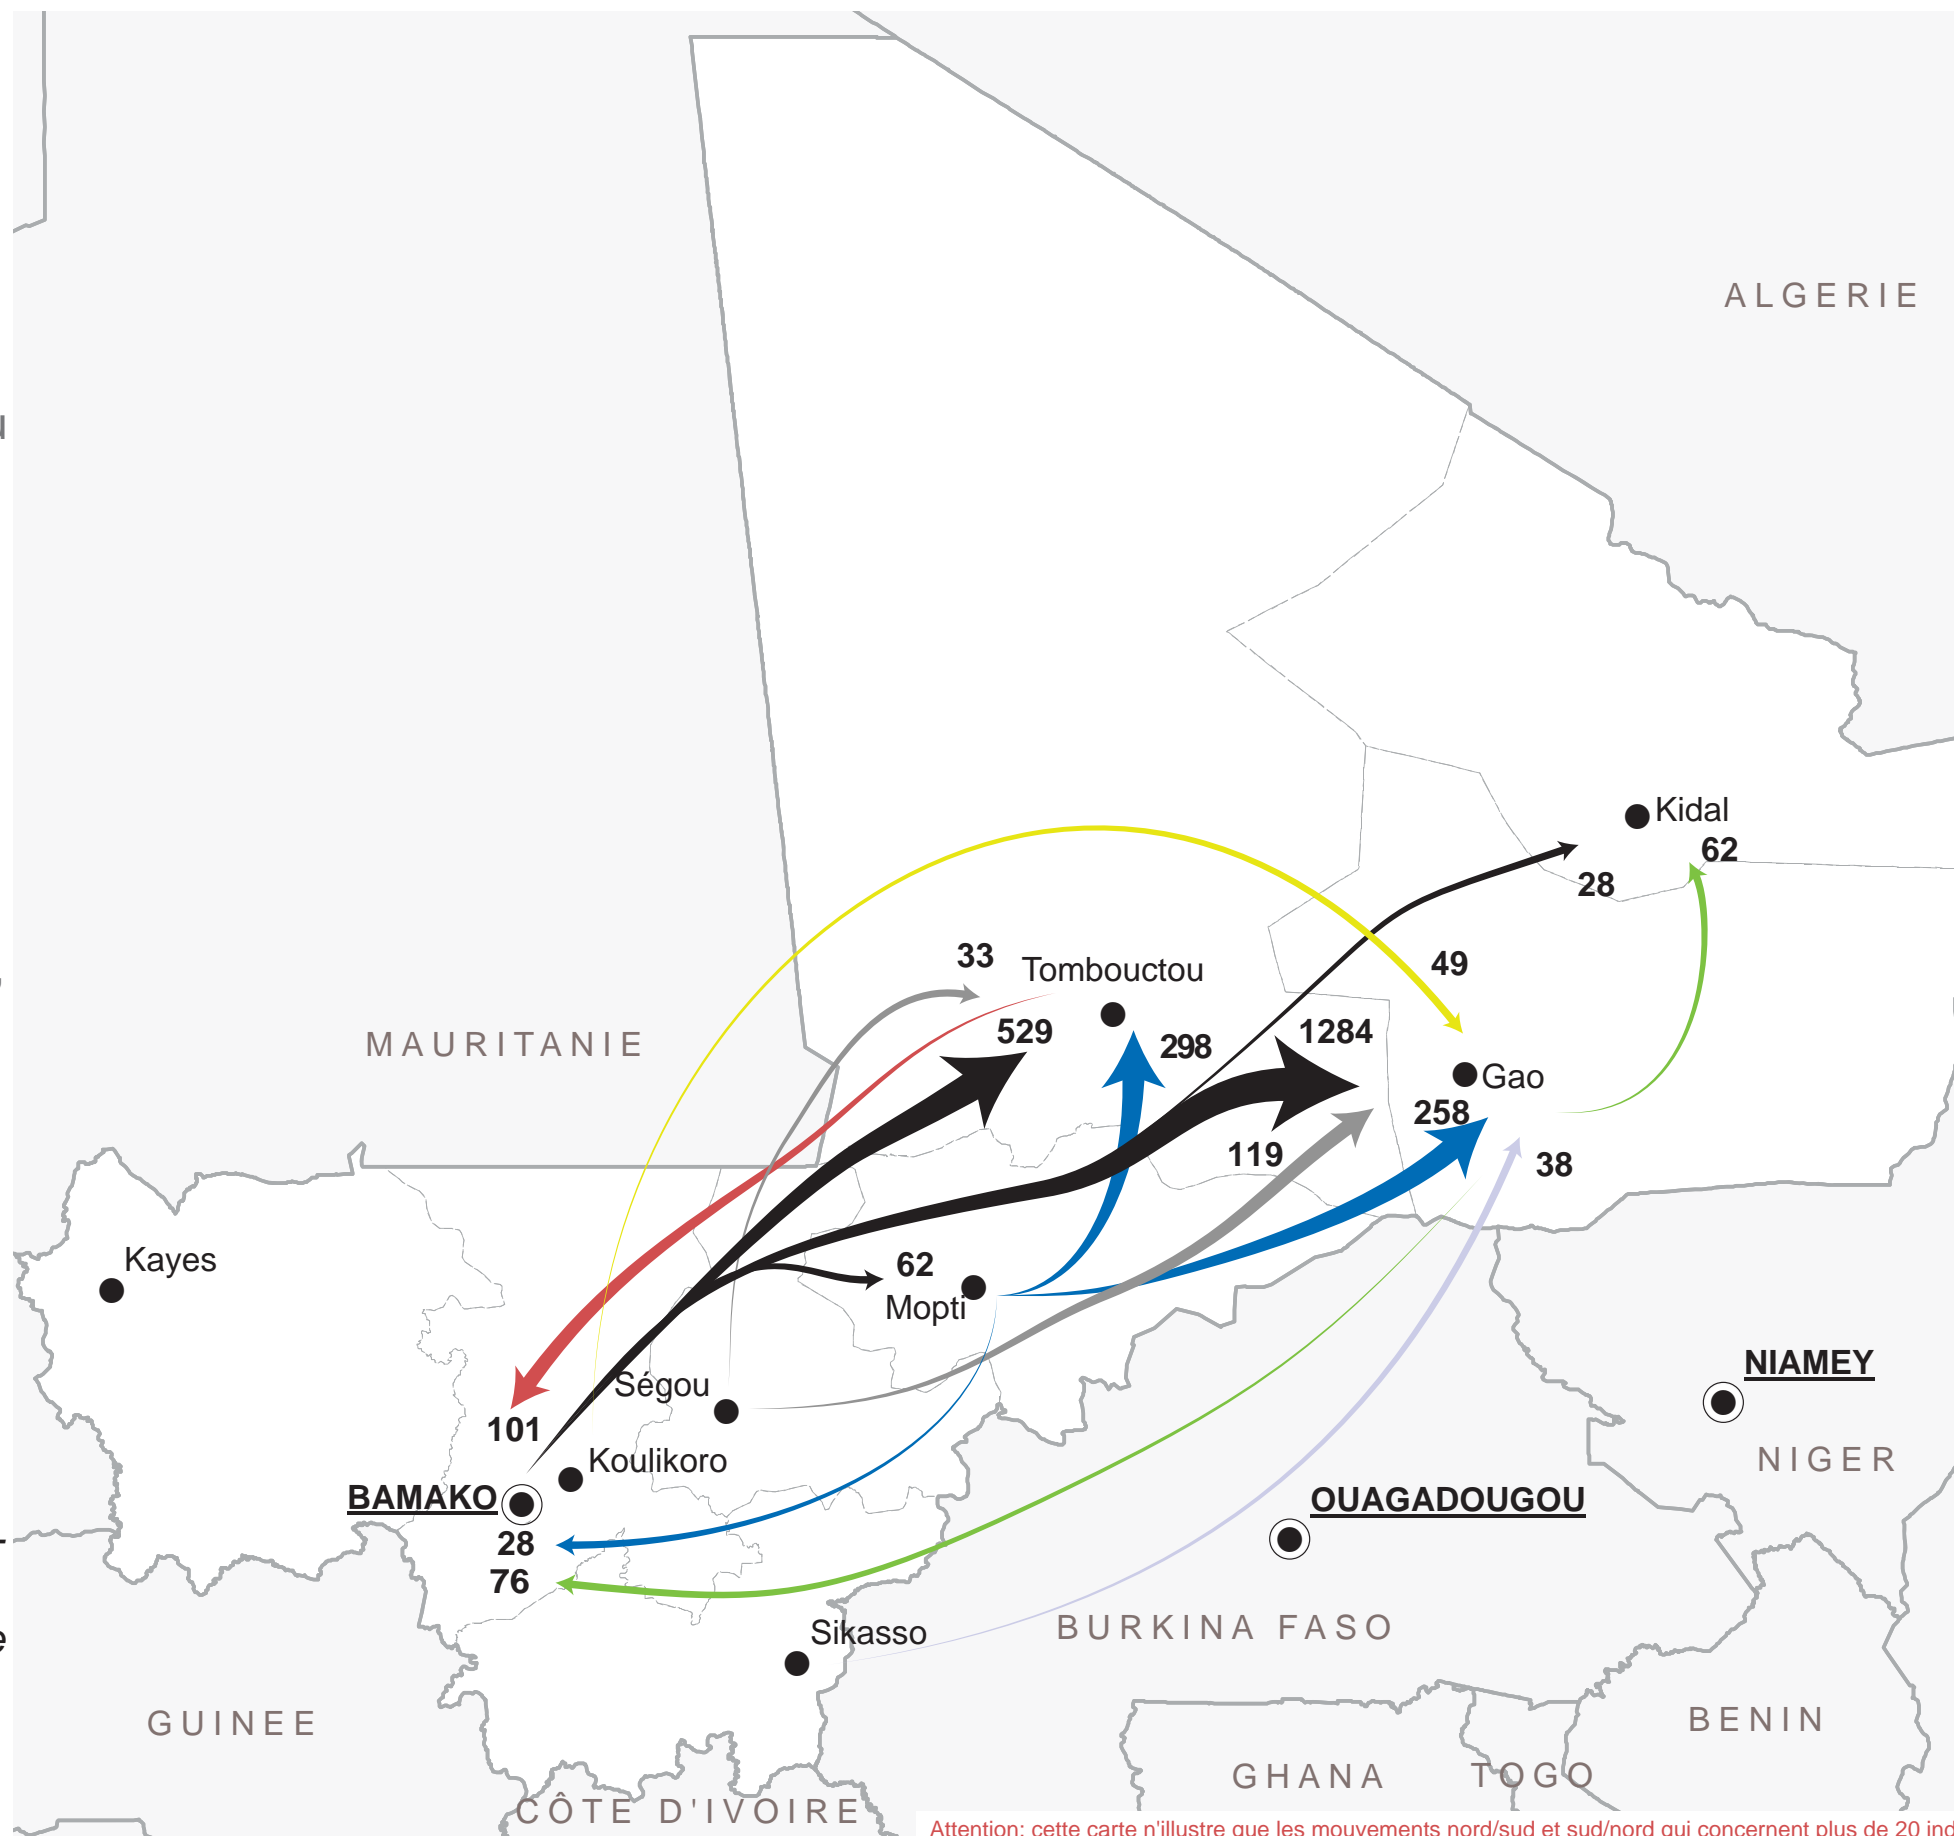 ALGERIE
Kidal
62
28
33
Tombouctou
49
529
298
1284
MAURITANIE
Gao
258
119
38
Kayes
62
Mopti
NIAMEY
Ségou
101
Koulikoro
NIGER
BAMAKO
OUAGADOUGOU
28
76
Sikasso
BURKINA FASO
GUINEE
BENIN
GHANA
TOGO
CÔTE D'IVOIRE
Attention: cette carte n'illustre que les mouvements nord/sud et sud/nord qui concernent plus de 20